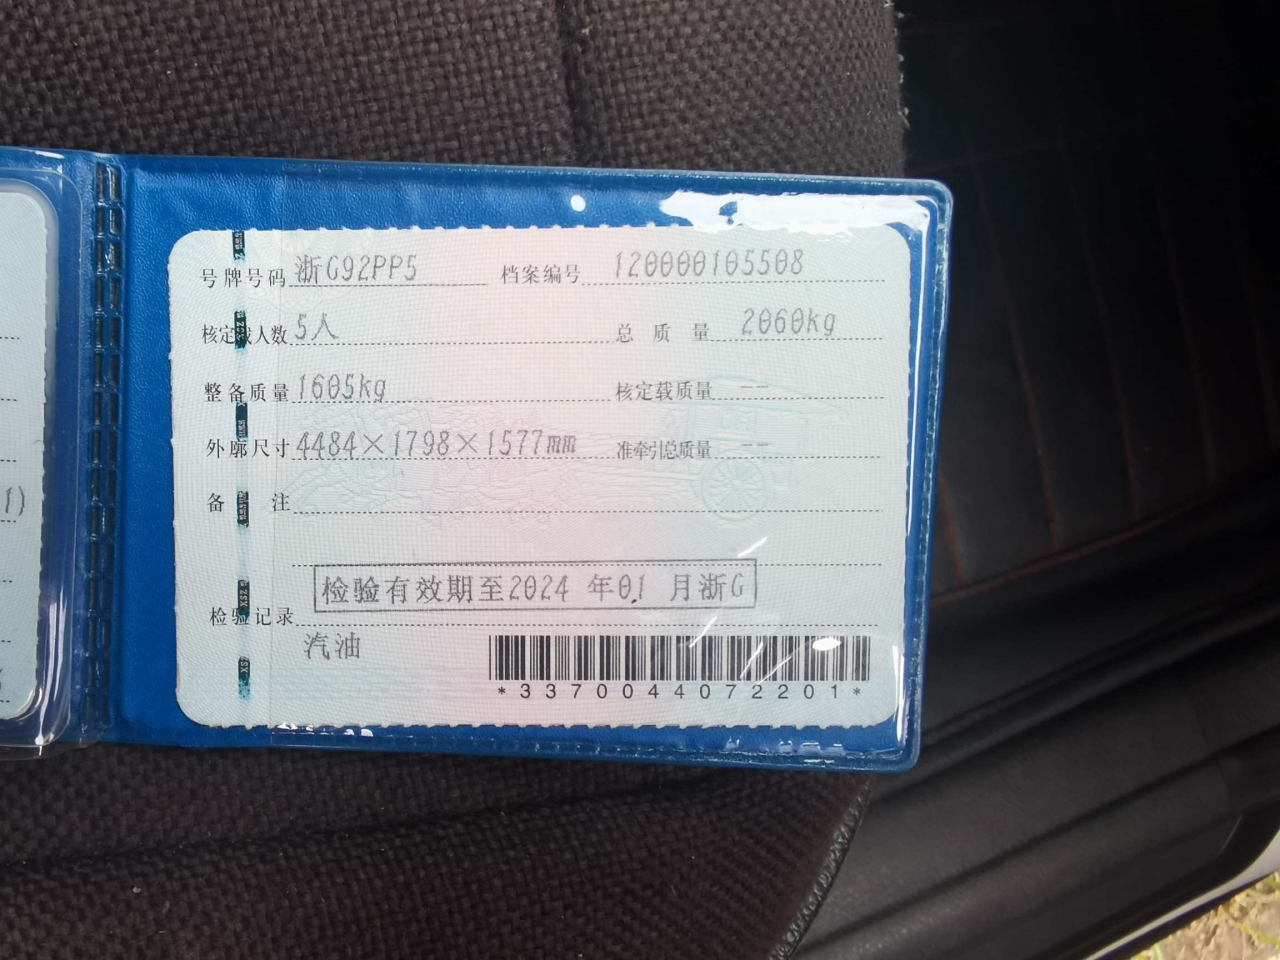 号牌号码 浙G92PP5 档案编号 120000105508
核定载人数 5人 总质量 2060kg
整备质量 1605kg 核定载质量 --
外廓尺寸 4484×1798×1577mm 准牵引总质量 --
备注
检验有效期至2024 年01 月浙G
检验记录
汽油
*3370044072201*
1)